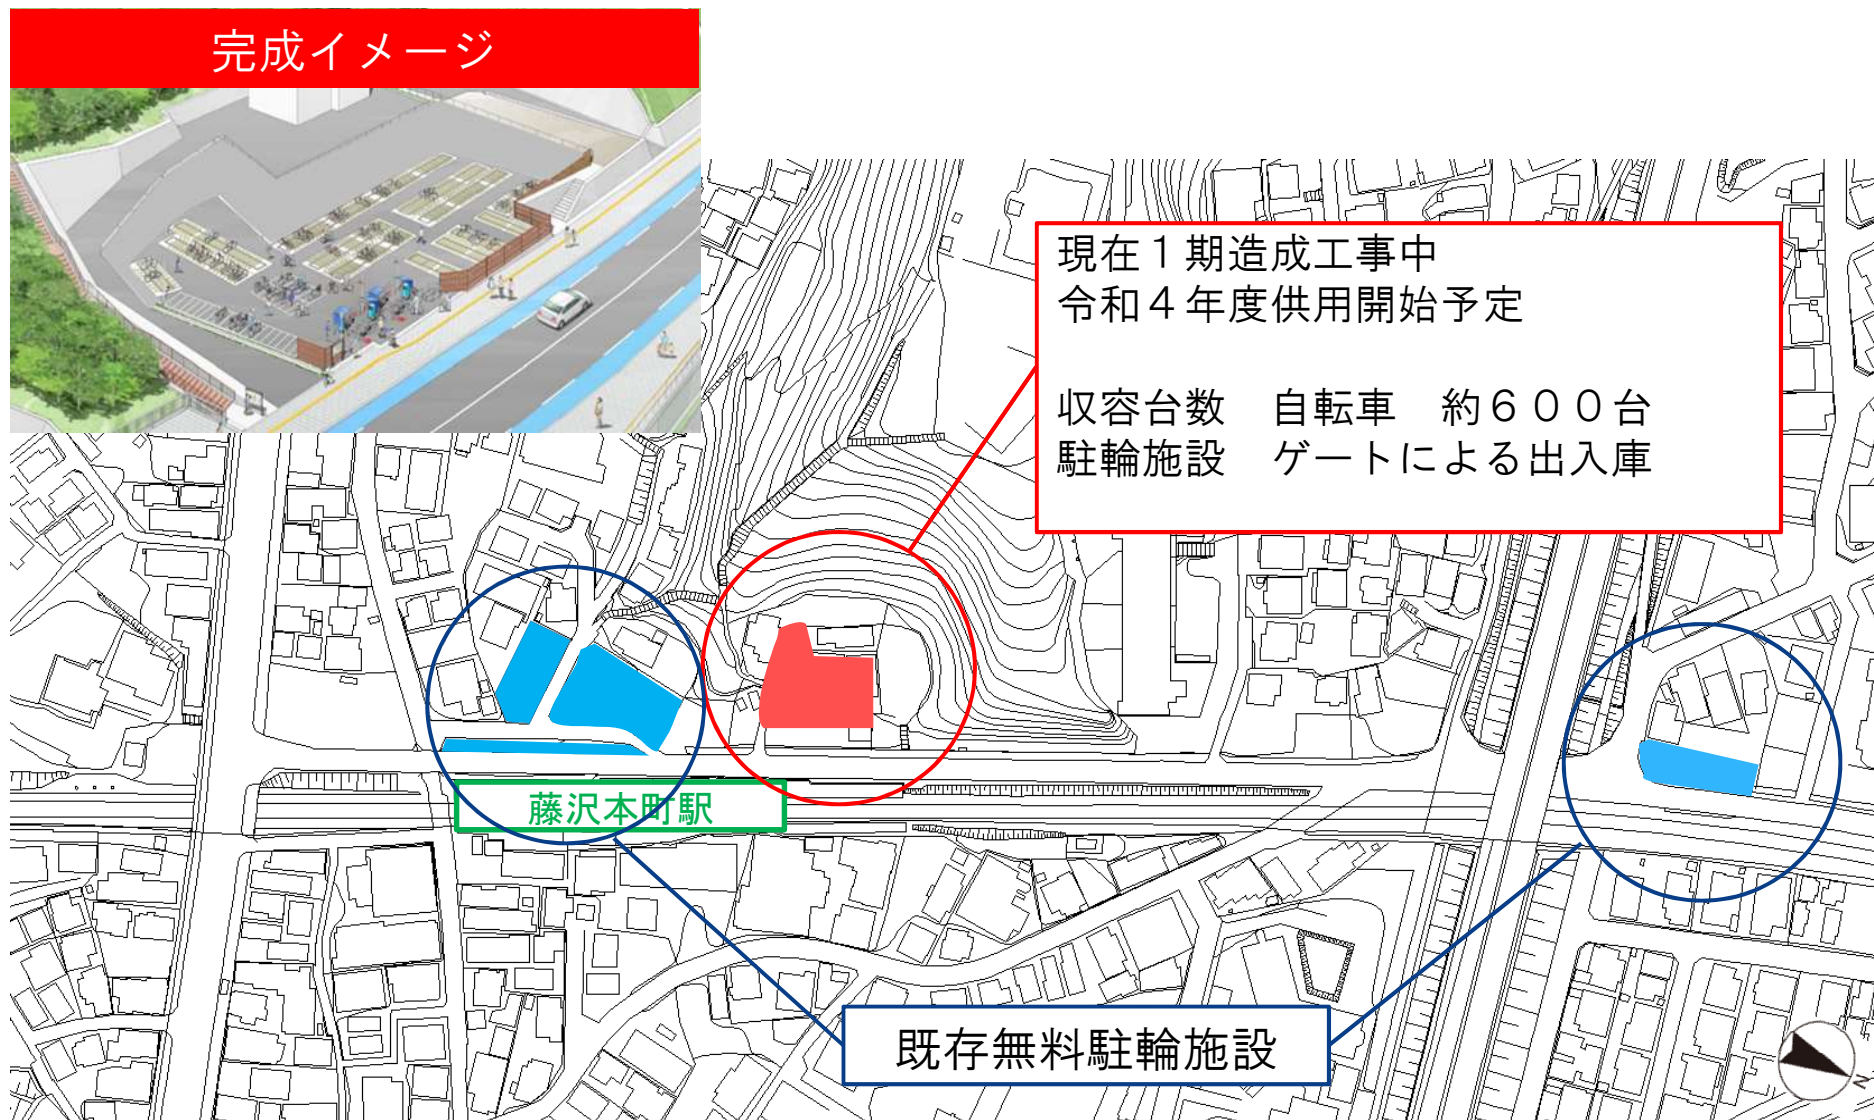 完成イメージ
現在１期造成工事中
令和４年度供用開始予定
収容台数　自転車　約６００台
駐輪施設　ゲートによる出入庫
藤沢本町駅
既存無料駐輪施設
N